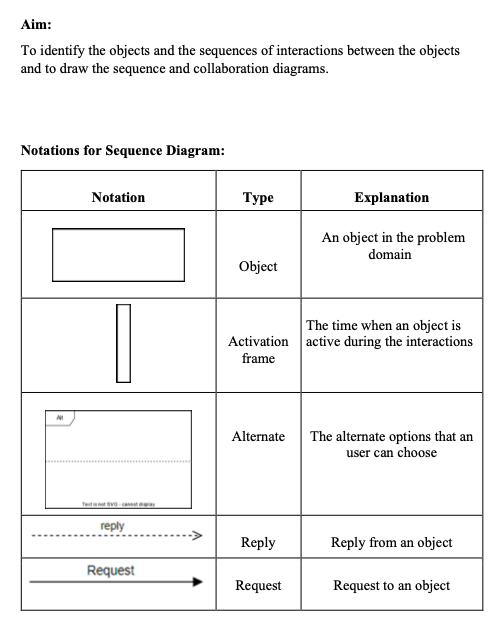 Aim:
To identify the objects and the sequences of interactions between the objects
and to draw the sequence and collaboration diagrams.
Notations for Sequence Diagram:
Notation Type Explanation
Object
An object in the problem
domain
Activation
frame
The time when an object is
active during the interactions
Alt
Text is not SVG - cannot display
Alternate
The alternate options that an
user can choose
reply
Reply
Reply from an object
Request
Request
Request to an object